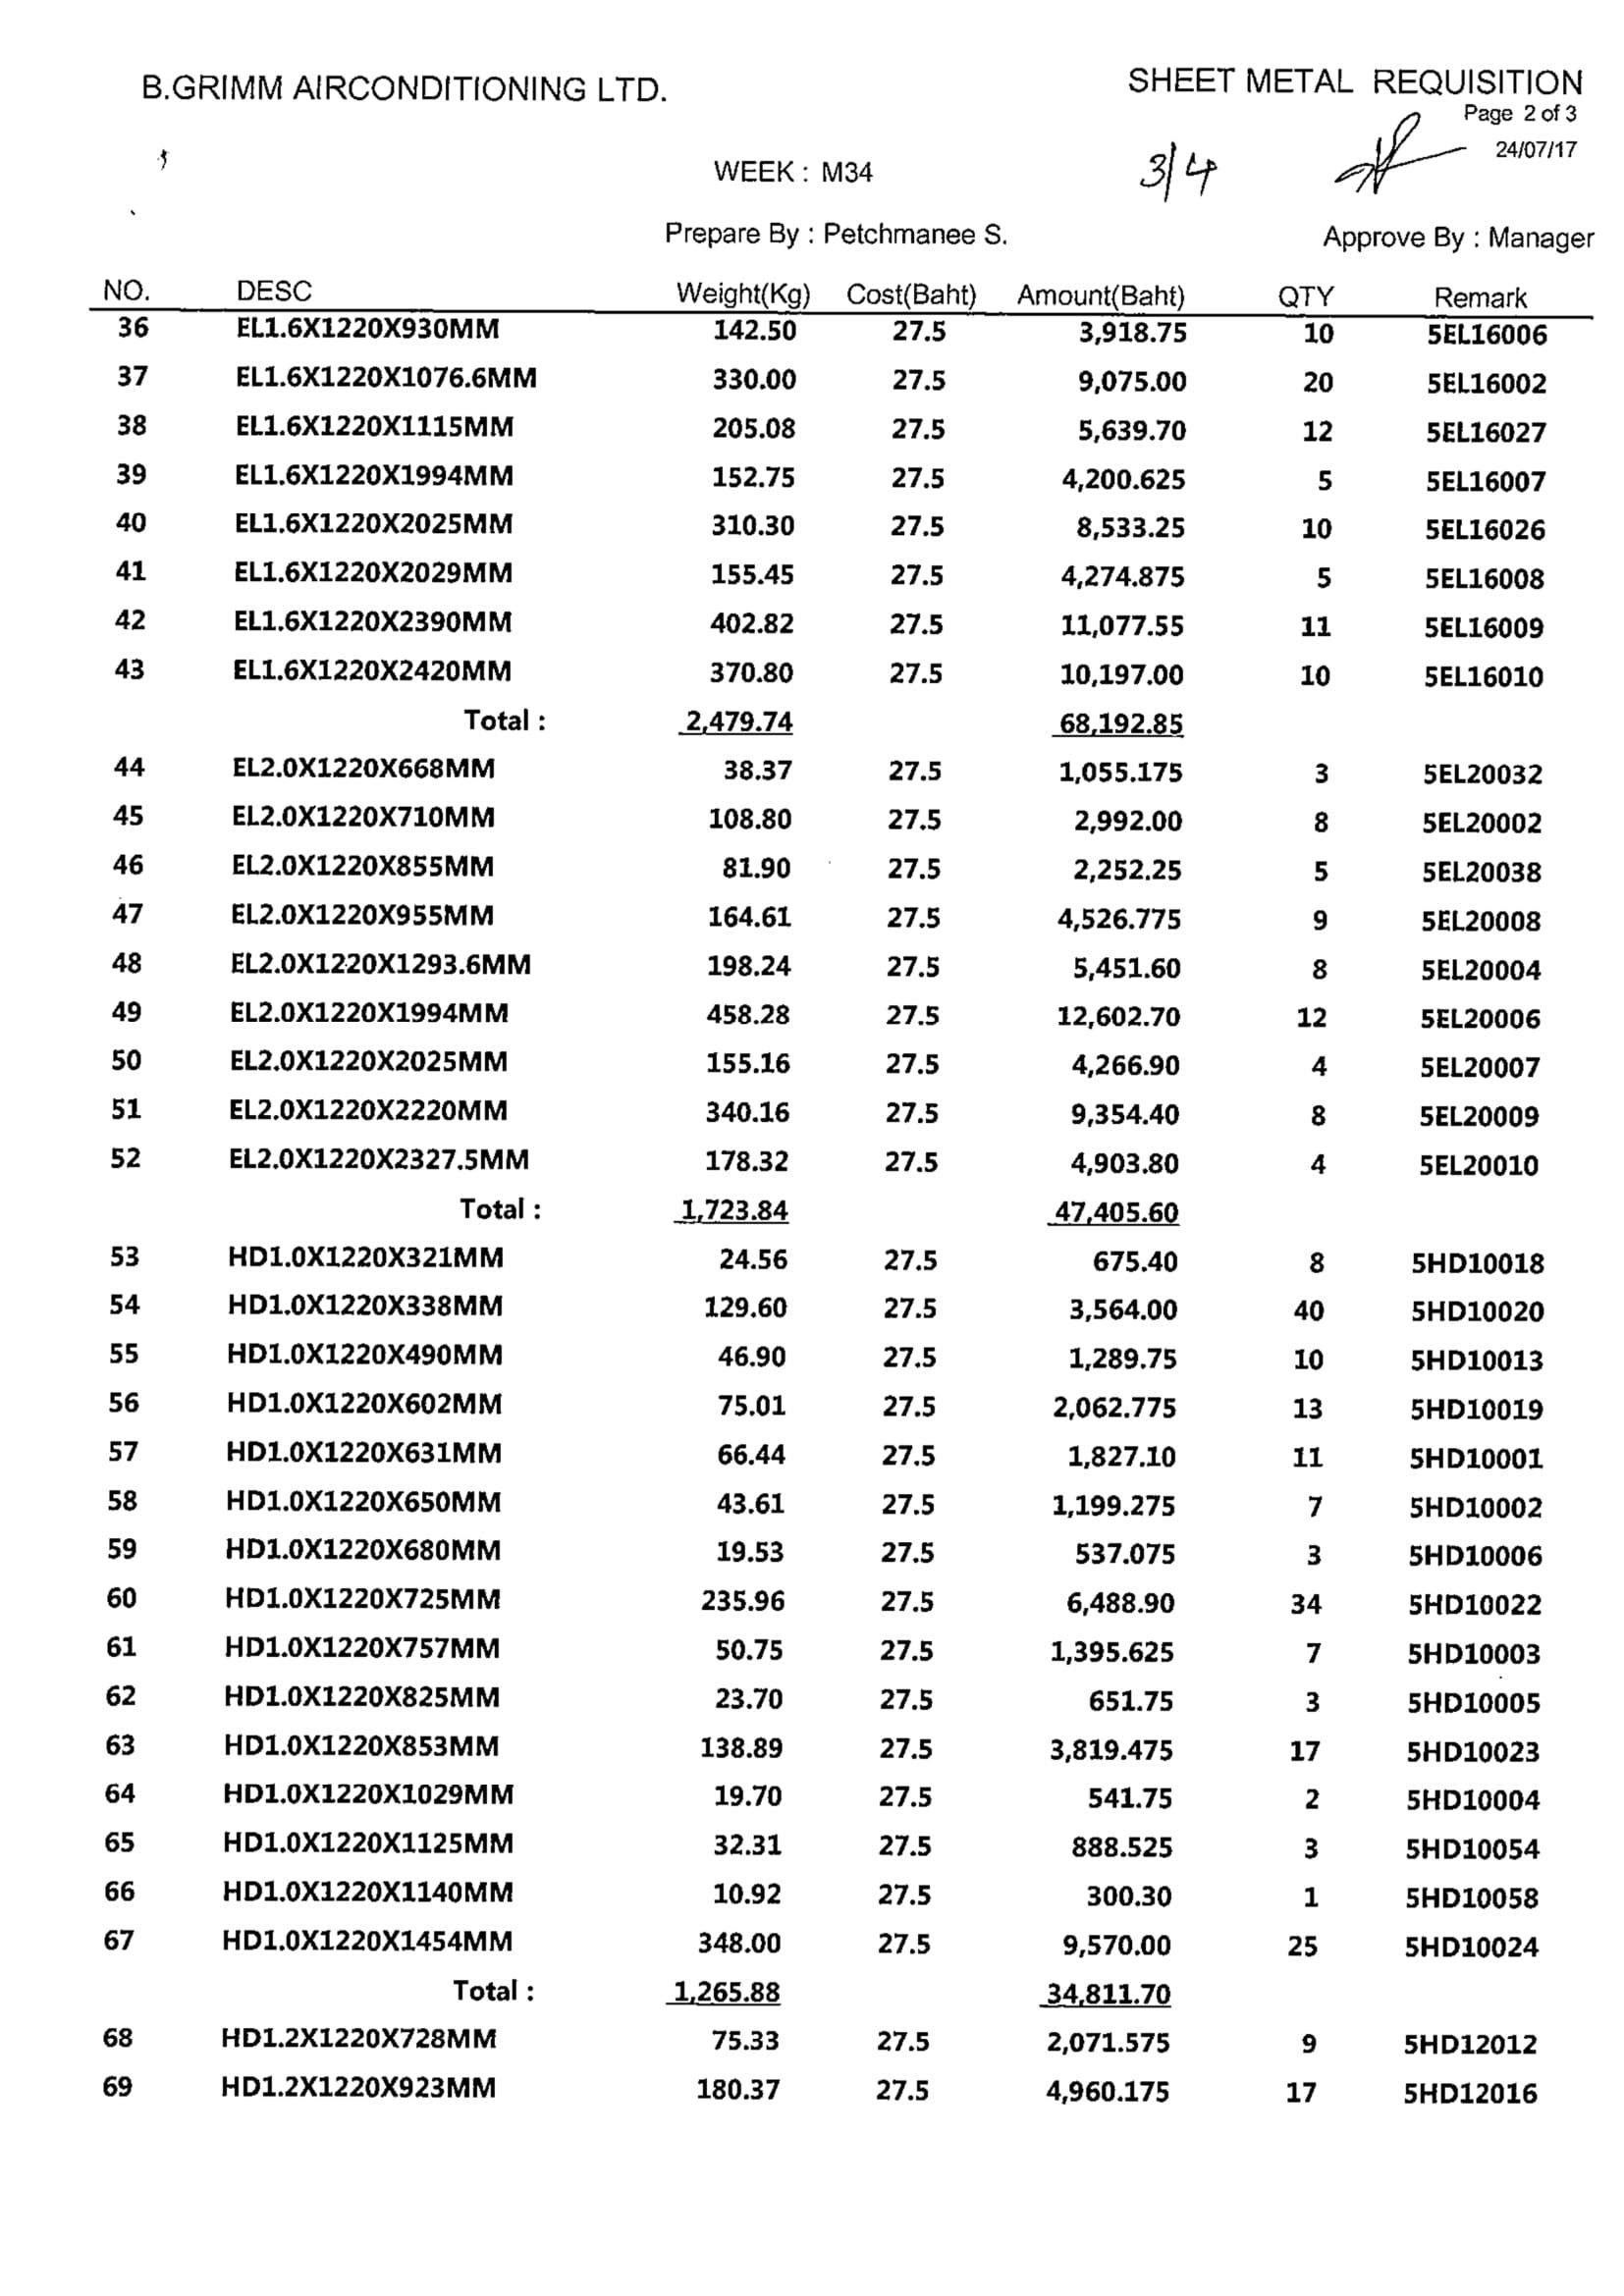 B.GRIMM AIRCONDITIONING LTD. SHEET METAL REQUISITION
Page 2 of 3
24/07/17
WEEK : M34 3/4
Prepare By : Petchmanee S. Approve By : Manager
NO. DESC Weight(Kg) Cost(Baht) Amount(Baht) QTY Remark
36 EL1.6X1220X930MM 142.50 27.5 3,918.75 10 5EL16006
37 EL1.6X1220X1076.6MM 330.00 27.5 9,075.00 20 5EL16002
38 EL1.6X1220X1115MM 205.08 27.5 5,639.70 12 5EL16027
39 EL1.6X1220X1994MM 152.75 27.5 4,200.625 5 5EL16007
40 EL1.6X1220X2025MM 310.30 27.5 8,533.25 10 5EL16026
41 EL1.6X1220X2029MM 155.45 27.5 4,274.875 5 5EL16008
42 EL1.6X1220X2390MM 402.82 27.5 11,077.55 11 5EL16009
43 EL1.6X1220X2420MM 370.80 27.5 10,197.00 10 5EL16010
Total : 2,479.74 68,192.85
44 EL2.0X1220X668MM 38.37 27.5 1,055.175 3 5EL20032
45 EL2.0X1220X710MM 108.80 27.5 2,992.00 8 5EL20002
46 EL2.0X1220X855MM 81.90 27.5 2,252.25 5 5EL20038
47 EL2.0X1220X955MM 164.61 27.5 4,526.775 9 5EL20008
48 EL2.0X1220X1293.6MM 198.24 27.5 5,451.60 8 5EL20004
49 EL2.0X1220X1994MM 458.28 27.5 12,602.70 12 5EL20006
50 EL2.0X1220X2025MM 155.16 27.5 4,266.90 4 5EL20007
51 EL2.0X1220X2220MM 340.16 27.5 9,354.40 8 5EL20009
52 EL2.0X1220X2327.5MM 178.32 27.5 4,903.80 4 5EL20010
Total : 1,723.84 47,405.60
53 HD1.0X1220X321MM 24.56 27.5 675.40 8 5HD10018
54 HD1.0X1220X338MM 129.60 27.5 3,564.00 40 5HD10020
55 HD1.0X1220X490MM 46.90 27.5 1,289.75 10 5HD10013
56 HD1.0X1220X602MM 75.01 27.5 2,062.775 13 5HD10019
57 HD1.0X1220X631MM 66.44 27.5 1,827.10 11 5HD10001
58 HD1.0X1220X650MM 43.61 27.5 1,199.275 7 5HD10002
59 HD1.0X1220X680MM 19.53 27.5 537.075 3 5HD10006
60 HD1.0X1220X725MM 235.96 27.5 6,488.90 34 5HD10022
61 HD1.0X1220X757MM 50.75 27.5 1,395.625 7 5HD10003
62 HD1.0X1220X825MM 23.70 27.5 651.75 3 5HD10005
63 HD1.0X1220X853MM 138.89 27.5 3,819.475 17 5HD10023
64 HD1.0X1220X1029MM 19.70 27.5 541.75 2 5HD10004
65 HD1.0X1220X1125MM 32.31 27.5 888.525 3 5HD10054
66 HD1.0X1220X1140MM 10.92 27.5 300.30 1 5HD10058
67 HD1.0X1220X1454MM 348.00 27.5 9,570.00 25 5HD10024
Total : 1,265.88 34,811.70
68 HD1.2X1220X728MM 75.33 27.5 2,071.575 9 5HD12012
69 HD1.2X1220X923MM 180.37 27.5 4,960.175 17 5HD12016